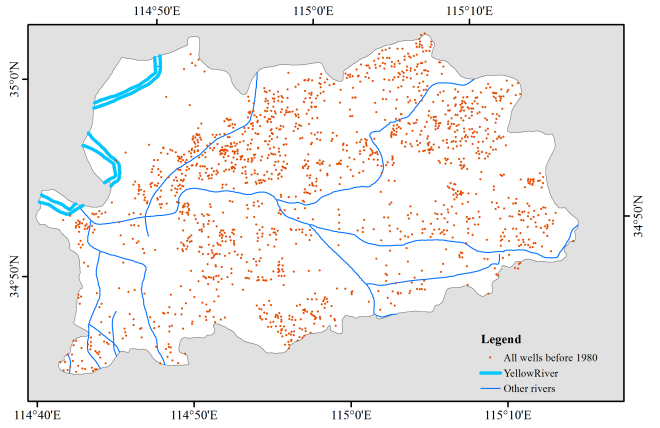 114°50'E 115°0'E 115°10'E
35°0'N
34°50'N
34°50'N
Legend
All wells before 1980
YellowRiver
Other rivers
114°40'E 114°50'E 115°0'E 115°10'E